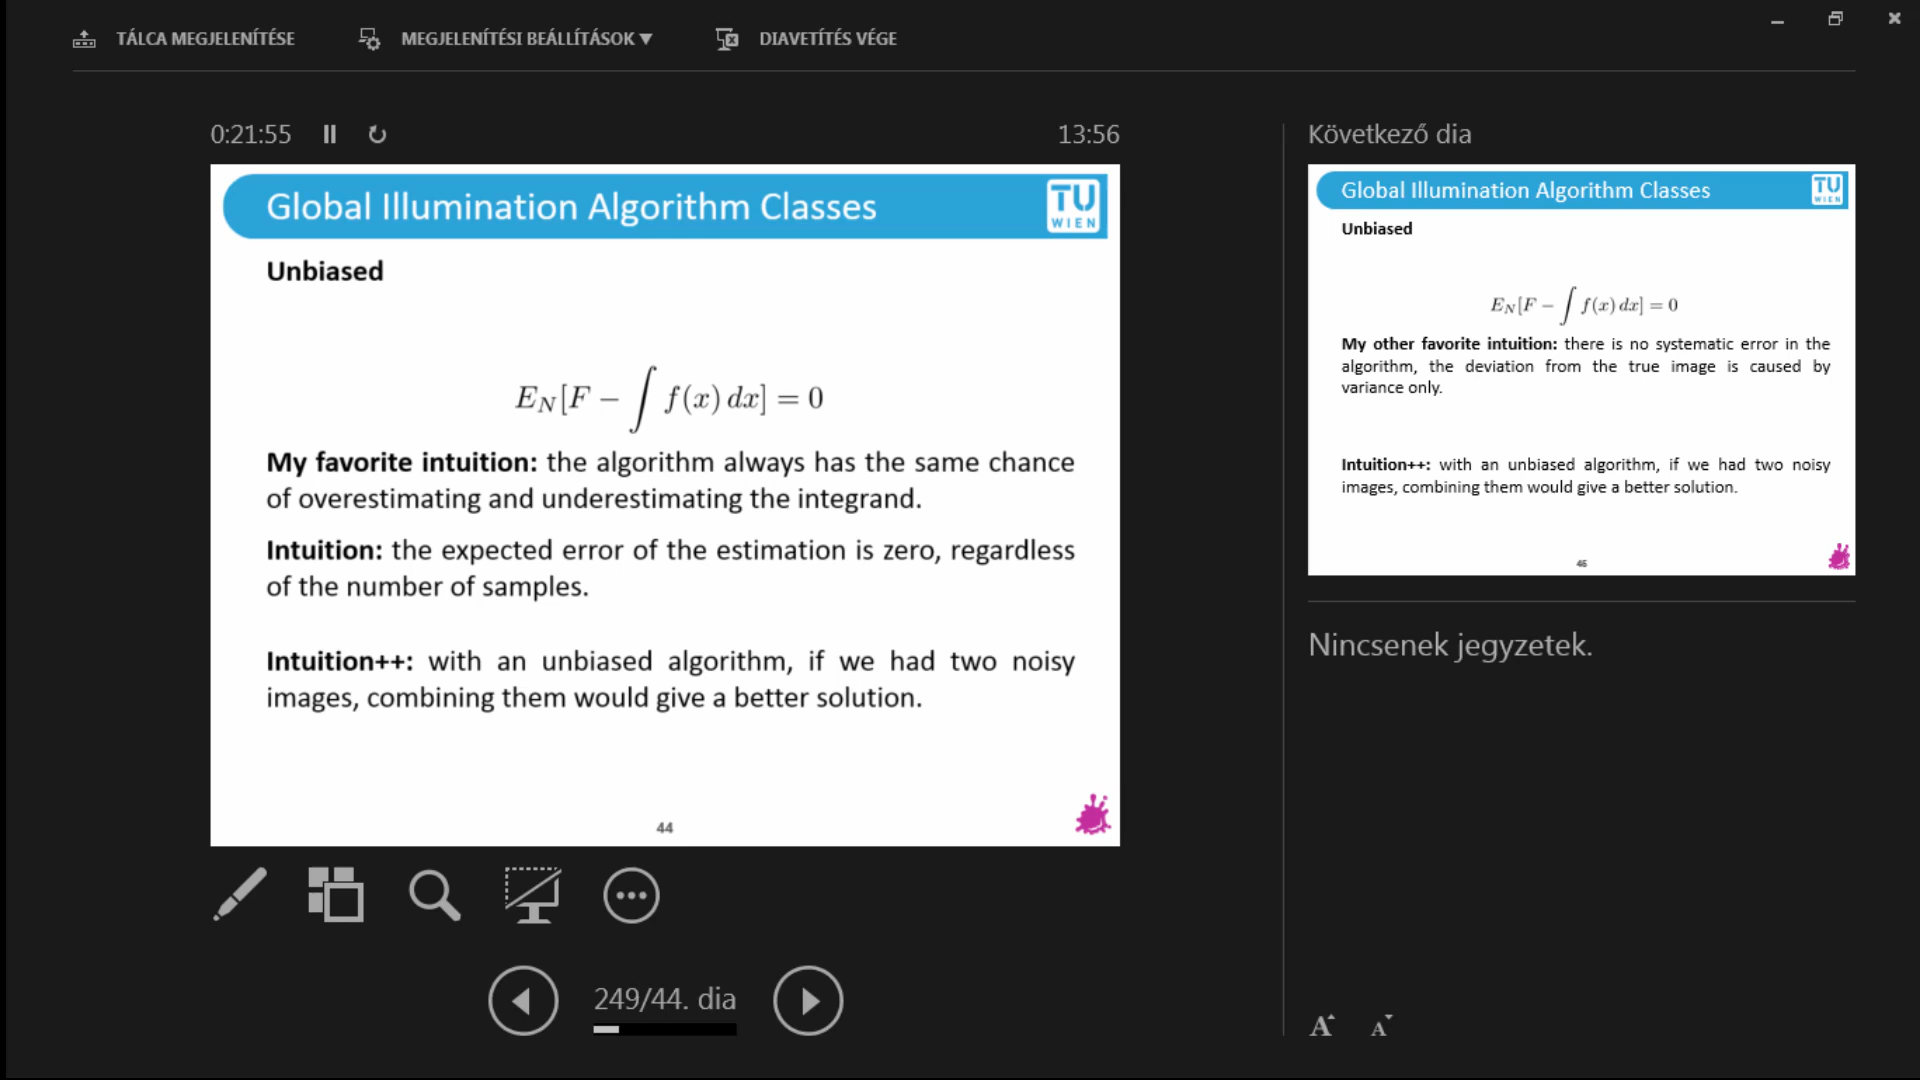 TÁLCA MEGJELENÍTÉSE
MEGJELENÍTÉSI BEÁLLÍTÁSOK ▼
DIAVETÍTÉS VÉGE
0:21:55
13:56
Global Illumination Algorithm Classes
TU
WIEN
Unbiased
E_N[F − ∫ f(x) dx] = 0
My favorite intuition: the algorithm always has the same chance
of overestimating and underestimating the integrand.
Intuition: the expected error of the estimation is zero, regardless
of the number of samples.
Intuition++: with an unbiased algorithm, if we had two noisy
images, combining them would give a better solution.
44
249/44. dia
Következő dia
Global Illumination Algorithm Classes
TU
WIEN
Unbiased
E_N[F − ∫ f(x) dx] = 0
My other favorite intuition: there is no systematic error in the
algorithm, the deviation from the true image is caused by
variance only.
Intuition++: with an unbiased algorithm, if we had two noisy
images, combining them would give a better solution.
Nincsenek jegyzetek.
A A